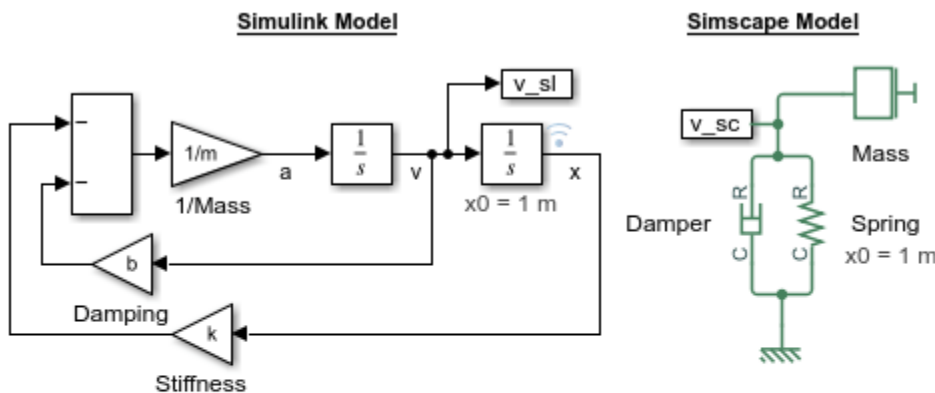 Simulink Model
Simscape Model
v_sl
v_sc
−
1/m
1
s
1
s
Mass
−
a
v
x
1/Mass
x0 = 1 m
R
R
Damper
Spring
b
C
C
x0 = 1 m
Damping
k
Stiffness